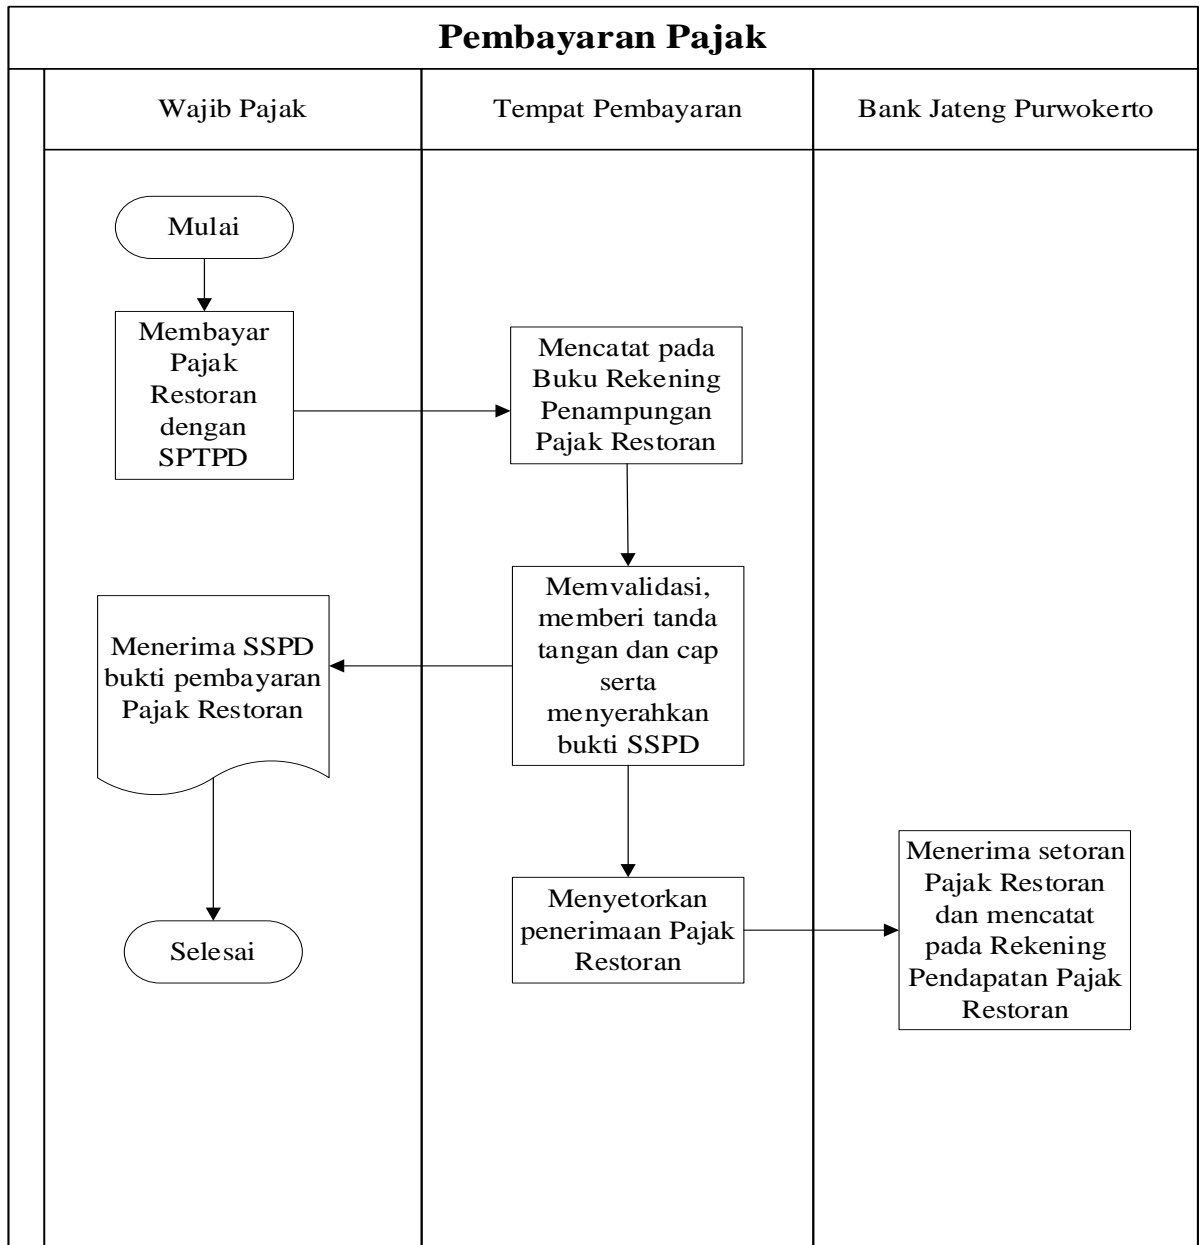 Pembayaran Pajak
Wajib Pajak
Tempat Pembayaran
Bank Jateng Purwokerto
Mulai
Membayar
Pajak
Restoran
dengan
SPTPD
Mencatat pada
Buku Rekening
Penampungan
Pajak Restoran
Memvalidasi,
memberi tanda
tangan dan cap
serta
menyerahkan
bukti SSPD
Menerima SSPD
bukti pembayaran
Pajak Restoran
Selesai
Menyetorkan
penerimaan Pajak
Restoran
Menerima setoran
Pajak Restoran
dan mencatat
pada Rekening
Pendapatan Pajak
Restoran